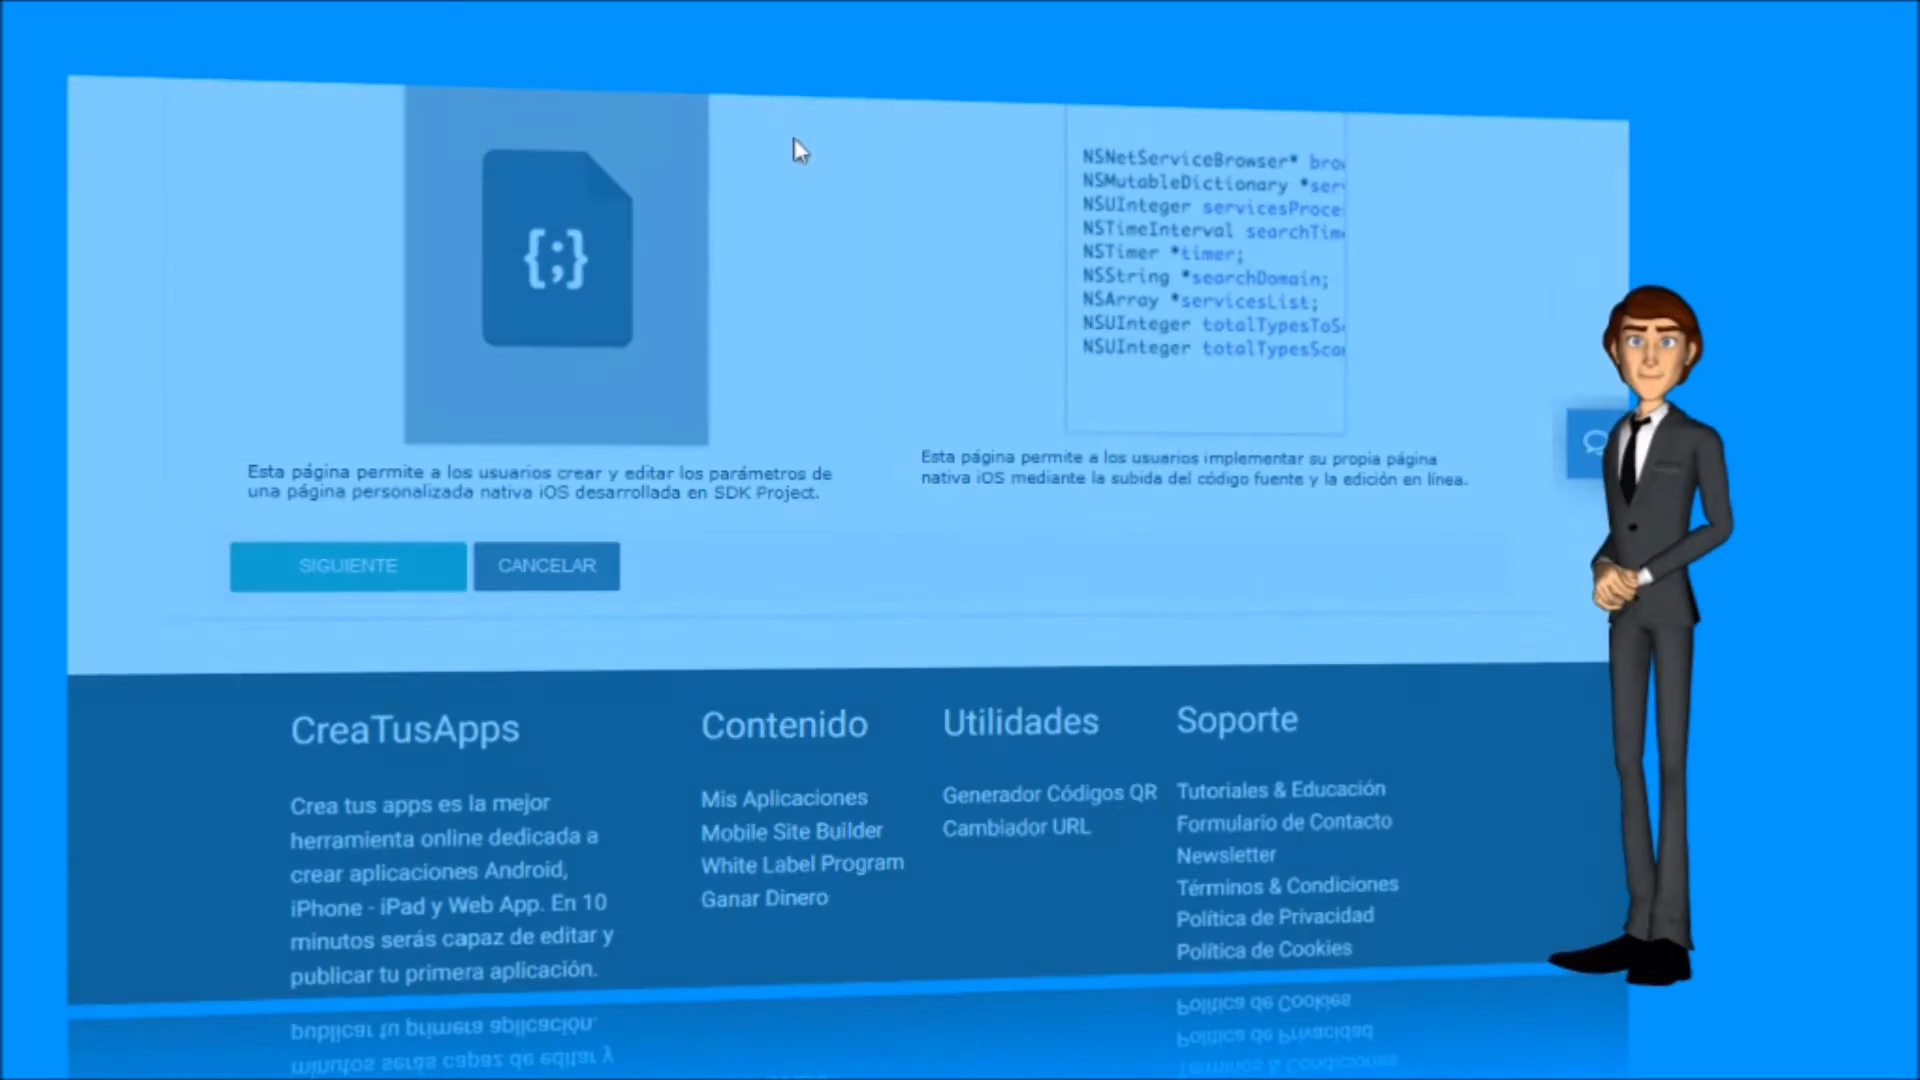 {;}
NSNetServiceBrowser*
NSMutableDictionary
NSUInteger
NSTimeInterval
NSTimer *timer;
NSString *searchDomain;
NSArray *servicesList;
NSUInteger
NSUInteger
Esta página permite a los usuarios crear y editar los parámetros de
una página personalizada nativa iOS desarrollada en SDK Project.
Esta página permite a los usuarios implementar su propia página
nativa iOS mediante la subida del código fuente y la edición en línea.
SIGUIENTE
CANCELAR
CreaTusApps
Crea tus apps es la mejor
herramienta online dedicada a
crear aplicaciones Android,
iPhone - iPad y Web App. En 10
minutos serás capaz de editar y
publicar tu primera aplicación.
Contenido
Mis Aplicaciones
Mobile Site Builder
White Label Program
Ganar Dinero
Utilidades
Generador Códigos QR
Cambiador URL
Soporte
Tutoriales & Educación
Formulario de Contacto
Newsletter
Términos & Condiciones
Política de Privacidad
Política de Cookies